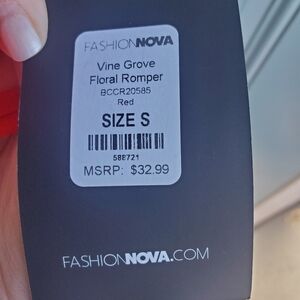 FASHIONNOVA
Vine Grove
Floral Romper
BCCR20585
Red
SIZE S
588721
MSRP: $32.99
FASHIONNOVA.COM